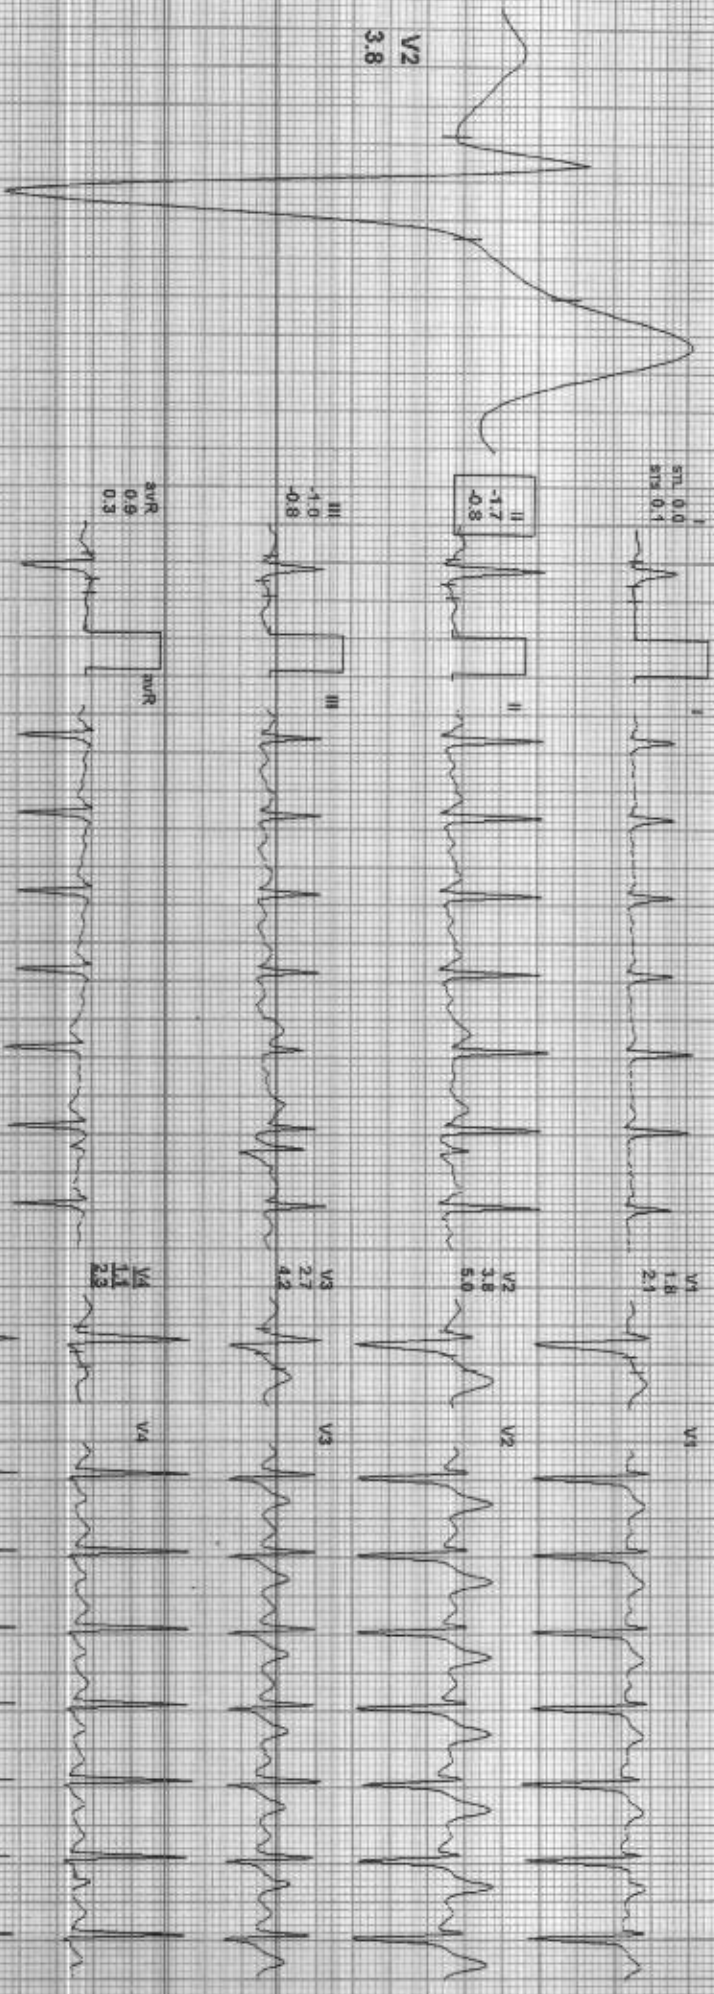 V2
3.8
I
STL 0.0
STS 0.1
II
-1.7
-0.8
III
-1.0
-0.8
avR
0.9
0.3
I
II
III
avR
V1
1.8
2.1
V2
3.8
5.0
V3
2.7
4.2
V4
1.1
2.3
V1
V2
V3
V4